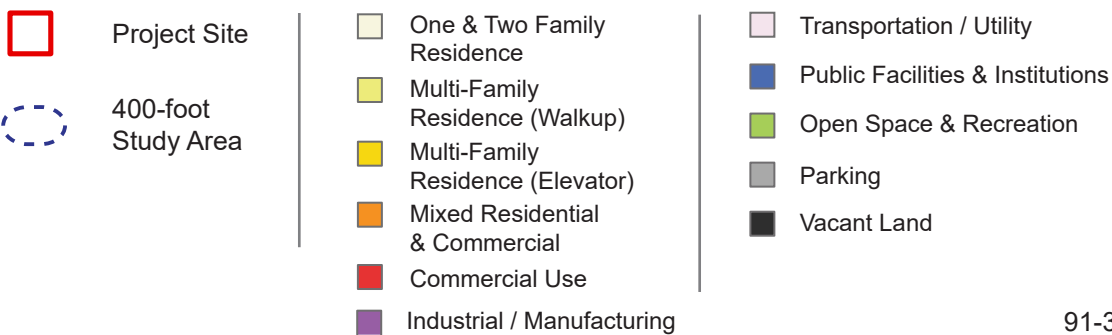 Project Site
400-foot
Study Area
One & Two Family
Residence
Multi-Family
Residence (Walkup)
Multi-Family
Residence (Elevator)
Mixed Residential
& Commercial
Commercial Use
Industrial / Manufacturing
Transportation / Utility
Public Facilities & Institutions
Open Space & Recreation
Parking
Vacant Land